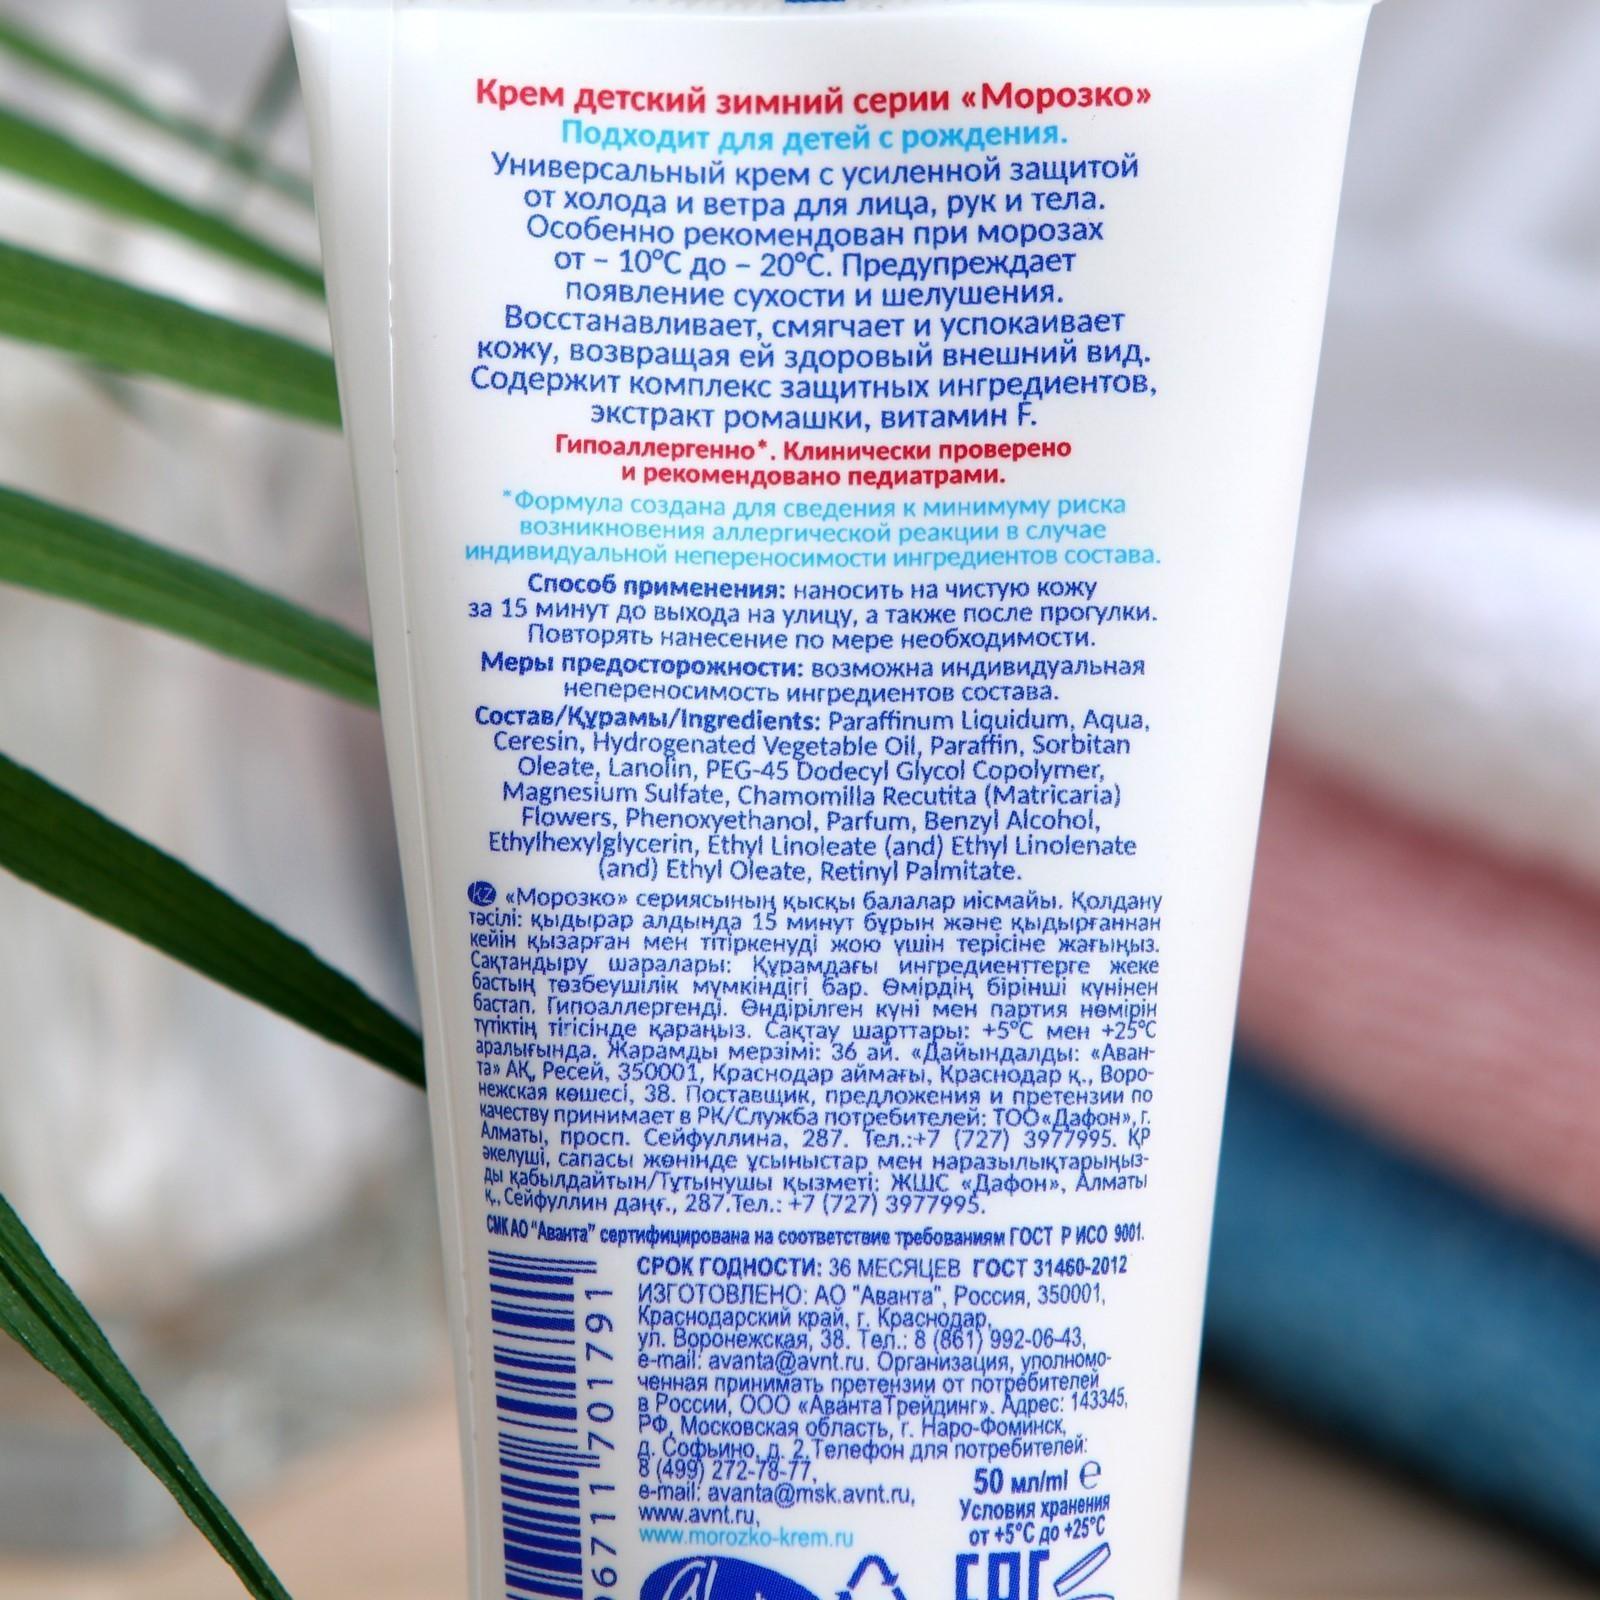 Крем детский зимний серии «Морозко»
Подходит для детей с рождения.
Универсальный крем с усиленной защитой
от холода и ветра для лица, рук и тела.
Особенно рекомендован при морозах
от – 10°С до – 20°С. Предупреждает
появление сухости и шелушения.
Восстанавливает, смягчает и успокаивает
кожу, возвращая ей здоровый внешний вид.
Содержит комплекс защитных ингредиентов,
экстракт ромашки, витамин F.
Гипоаллергенно*. Клинически проверено
и рекомендовано педиатрами.
*Формула создана для сведения к минимуму риска
возникновения аллергической реакции в случае
индивидуальной непереносимости ингредиентов состава.
Способ применения: наносить на чистую кожу
за 15 минут до выхода на улицу, а также после прогулки.
Повторять нанесение по мере необходимости.
Меры предосторожности: возможна индивидуальная
непереносимость ингредиентов состава.
Состав/Құрамы/Ingredients: Paraffinum Liquidum, Aqua,
Ceresin, Hydrogenated Vegetable Oil, Paraffin, Sorbitan
Oleate, Lanolin, PEG-45 Dodecyl Glycol Copolymer,
Magnesium Sulfate, Chamomilla Recutita (Matricaria)
Flowers, Phenoxyethanol, Parfum, Benzyl Alcohol,
Ethylhexylglycerin, Ethyl Linoleate (and) Ethyl Linolenate
(and) Ethyl Oleate, Retinyl Palmitate.
kz «Морозко» сериясының қысқы балалар иісмайы. Қолдану
тәсілі: қыдырар алдында 15 минут бұрын және қыдырғаннан
кейін қызарған мен тітіркенуді жою үшін терісіне жағыңыз.
Сақтандыру шаралары: Құрамдағы ингредиенттерге жеке
бастың төзбеушілік мүмкіндігі бар. Өмірдің бірінші күнінен
бастап. Гипоаллергенді. Өндірілген күні мен партия нөмірін
түтіктің тігісінде қараңыз. Сақтау шарттары: +5°С мен +25°С
аралығында. Жарамды мерзімі: 36 ай. «Дайындалды: «Аван-
та» АҚ, Ресей, 350001, Краснодар аймағы, Краснодар қ., Воро-
нежская көшесі, 38. Поставщик, предложения и претензии по
качеству принимает в РК/Служба потребителей: ТОО«Дафон», г.
Алматы, просп. Сейфуллина, 287. Тел.:+7 (727) 3977995. ҚР
әкелуші, сапасы жөнінде ұсыныстар мен наразылықтарыңыз-
ды қабылдайтын/Тұтынушы қызметі: ЖШС «Дафон», Алматы
қ., Сейфуллин даңғ., 287.Тел.: +7 (727) 3977995.
СМК АО "Аванта" сертифицирована на соответствие требованиям ГОСТ Р ИСО 9001.
СРОК ГОДНОСТИ: 36 МЕСЯЦЕВ ГОСТ 31460-2012
ИЗГОТОВЛЕНО: АО "Аванта", Россия, 350001,
Краснодарский край, г. Краснодар,
ул. Воронежская, 38. Тел.: 8 (861) 992-06-43,
e-mail: avanta@avnt.ru. Организация, уполномо-
ченная принимать претензии от потребителей
в России, ООО «АвантаТрейдинг». Адрес: 143345,
РФ, Московская область, г. Наро-Фоминск,
д. Софьино, д. 2.Телефон для потребителей:
8 (499) 272-78-77,
e-mail: avanta@msk.avnt.ru,
www.avnt.ru,
www.morozko-krem.ru
50 мл/ml e
Условия хранения
от +5°С до +25°С
6711701791
EAC